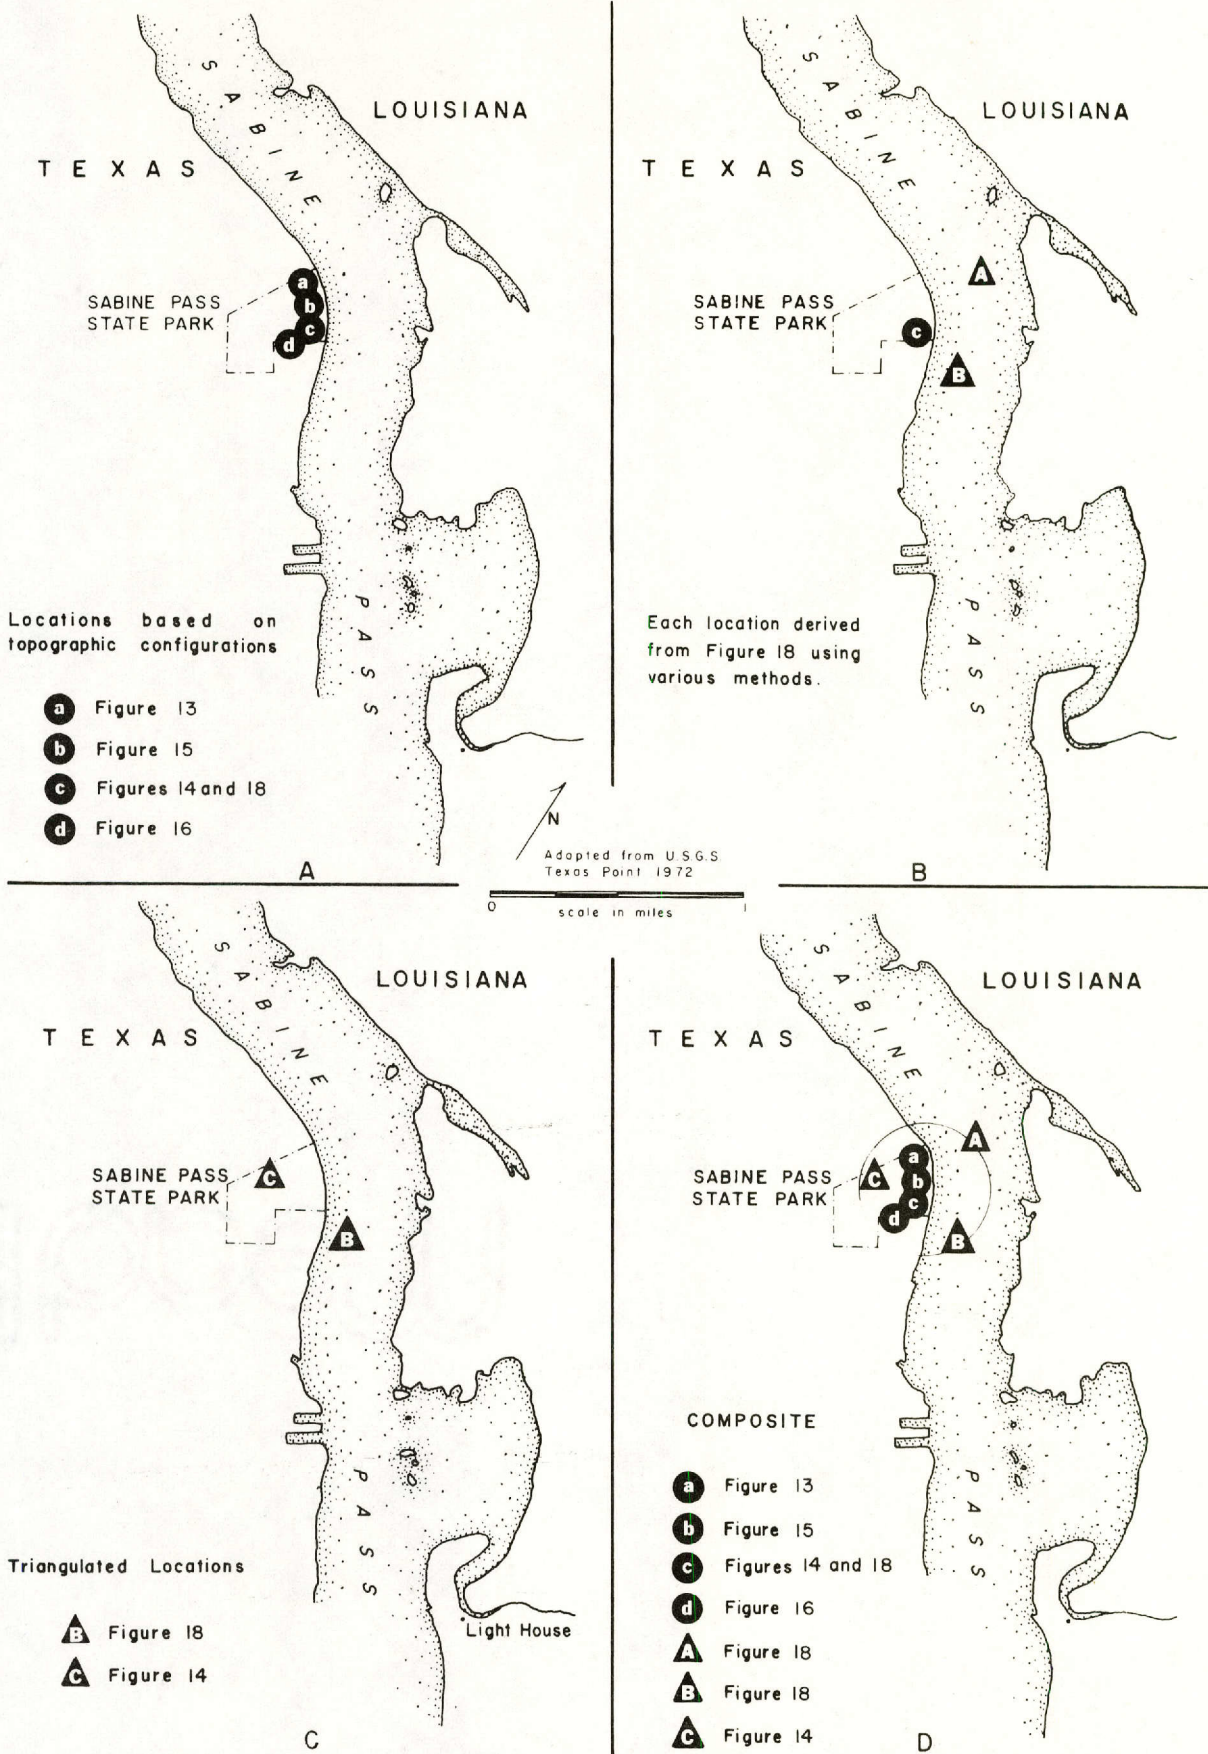 SABINE
LOUISIANA
TEXAS
SABINE PASS
STATE PARK
a
b
c
d
PASS
Locations based on
topographic configurations
a Figure 13
b Figure 15
c Figures 14 and 18
d Figure 16
A
SABINE
LOUISIANA
TEXAS
A
SABINE PASS
STATE PARK
c
B
PASS
Each location derived
from Figure 18 using
various methods.
B
N
Adapted from U.S.G.S.
Texas Point 1972
0 1
scale in miles
SABINE
LOUISIANA
TEXAS
SABINE PASS
STATE PARK
C
B
PASS
Triangulated Locations
B Figure 18
C Figure 14
Light House
C
SABINE
LOUISIANA
TEXAS
A
SABINE PASS
STATE PARK
C
a
b
c
d
B
PASS
COMPOSITE
a Figure 13
b Figure 15
c Figures 14 and 18
d Figure 16
A Figure 18
B Figure 18
C Figure 14
D